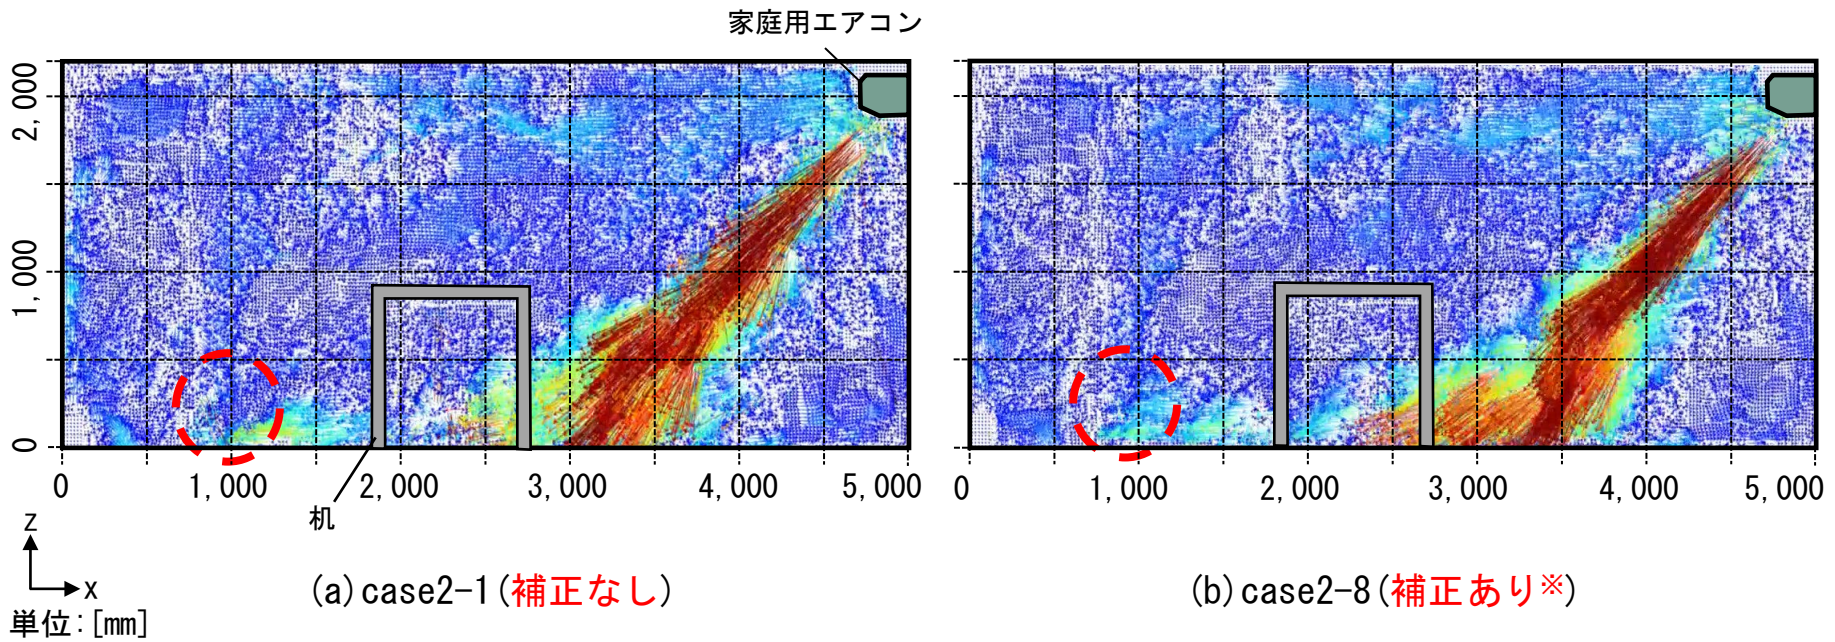 家庭用エアコン
2,000
1,000
0
0 1,000 2,000 3,000 4,000 5,000
0 1,000 2,000 3,000 4,000 5,000
机
z
x
単位:[mm]
(a)case2-1(補正なし)
(b)case2-8(補正あり※)